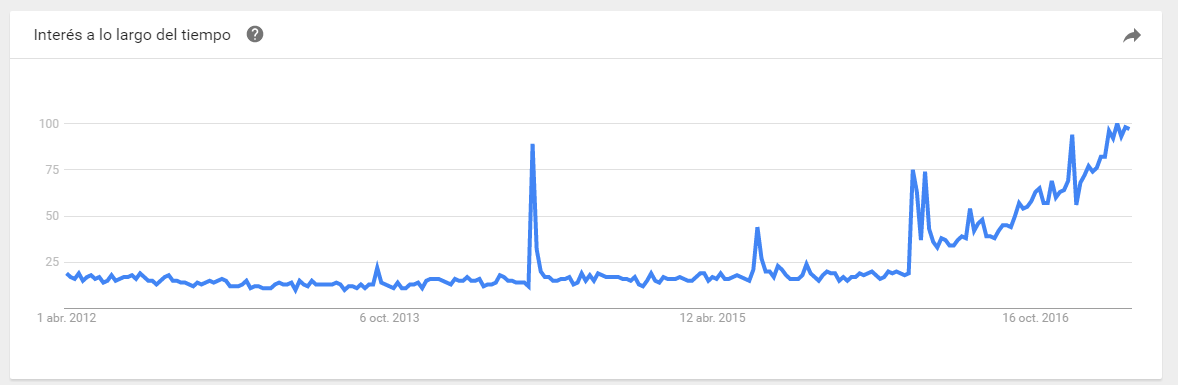 Interés a lo largo del tiempo ?
100
75
50
25
1 abr. 2012 6 oct. 2013 12 abr. 2015 16 oct. 2016